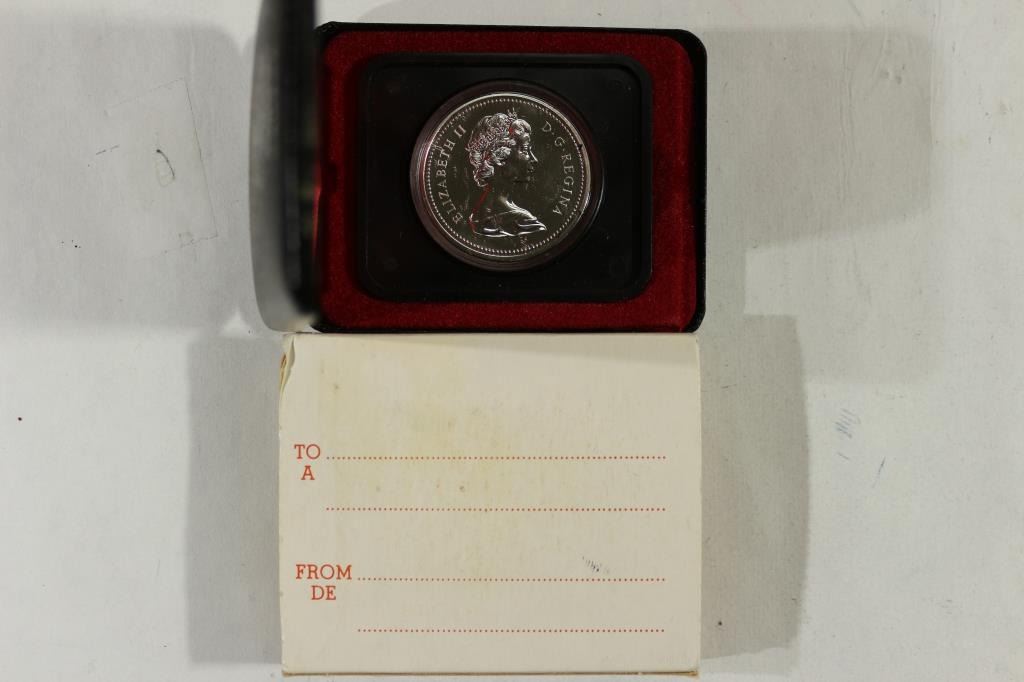 ELIZABETH II D·G·REGINA
TO
A
FROM
DE